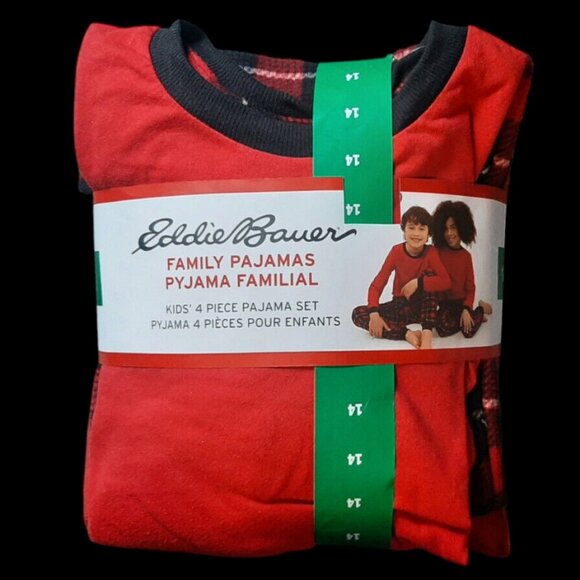 14
14
14
14
Eddie Bauer
FAMILY PAJAMAS
PYJAMA FAMILIAL
KIDS' 4 PIECE PAJAMA SET
PYJAMA 4 PIÈCES POUR ENFANTS
14
14
14
14